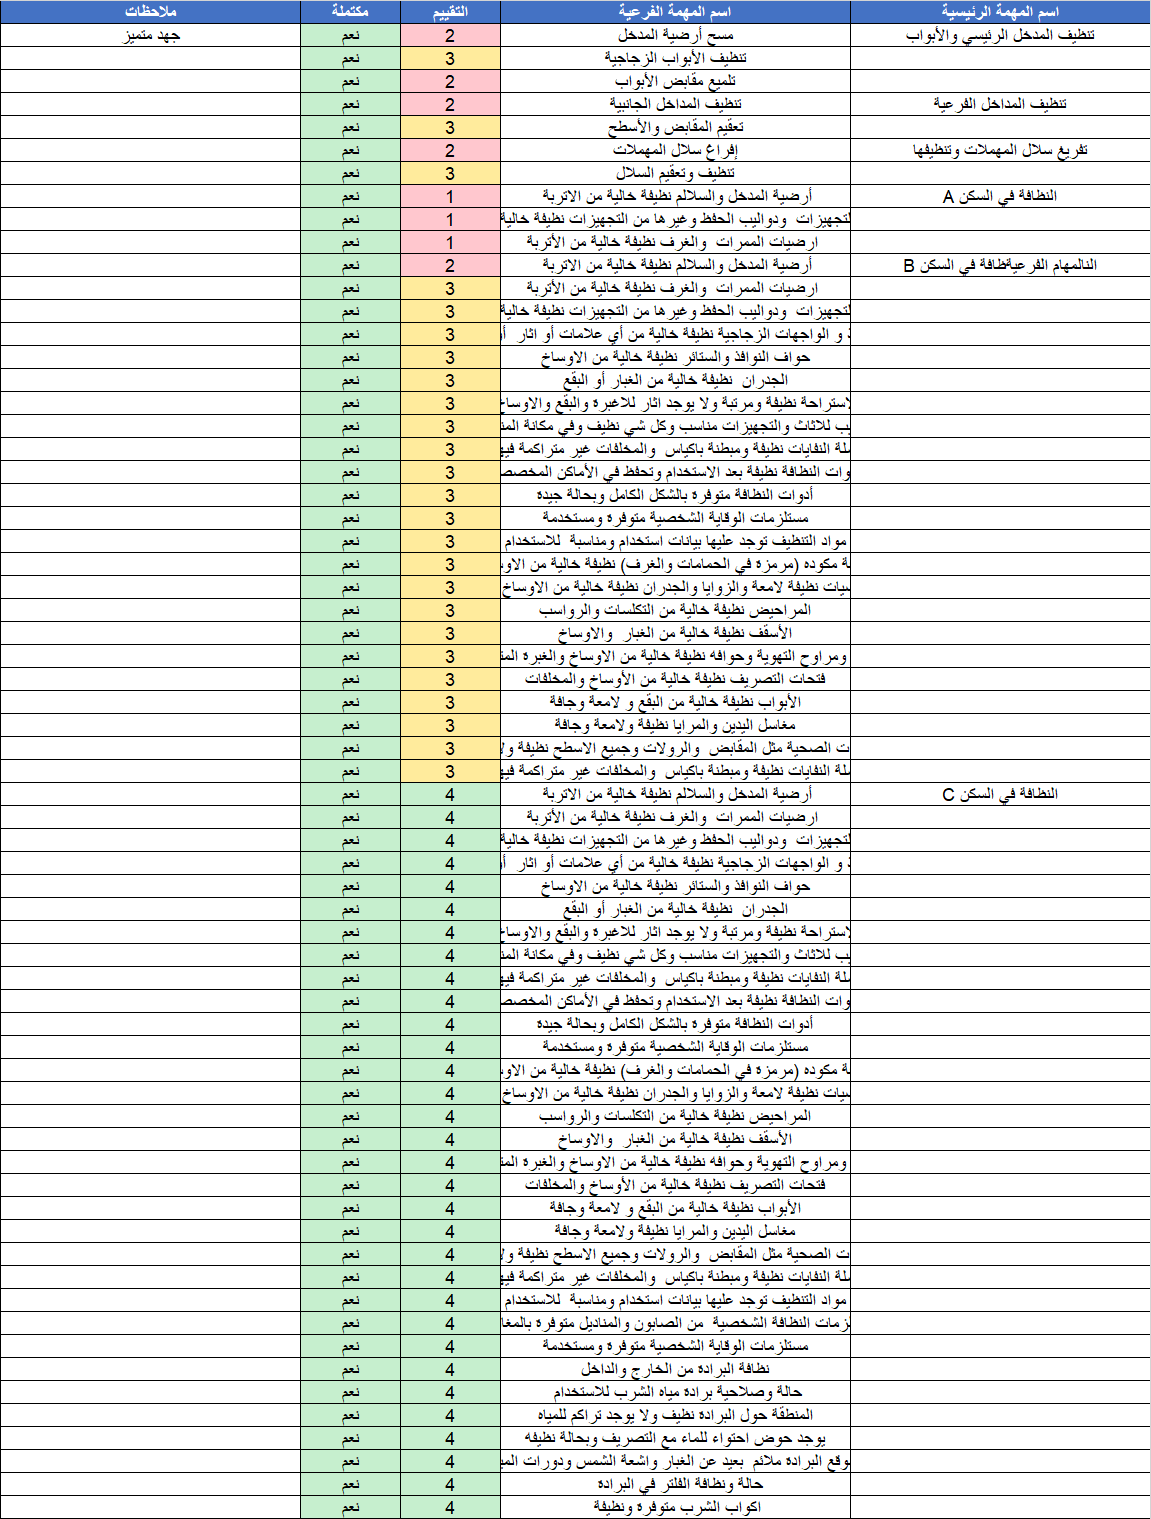 اسم المهمة الرئيسية اسم المهمة الفرعية التقييم مكتملة ملاحظات
تنظيف المدخل الرئيسي والأبواب مسح أرضية المدخل 2 نعم جهد متميز
تنظيف الأبواب الزجاجية 3 نعم
تلميع مقابض الأبواب 2 نعم
تنظيف المداخل الفرعية تنظيف المداخل الجانبية 2 نعم
تعقيم المقابض والأسطح 3 نعم
تفريغ سلال المهملات وتنظيفها إفراغ سلال المهملات 2 نعم
تنظيف وتعقيم السلال 3 نعم
النظافة في السكن A أرضية المدخل والسلالم نظيفة خالية من الاتربة 1 نعم
لتجهيزات ودواليب الحفظ وغيرها من التجهيزات نظيفة خالية 1 نعم
ارضيات الممرات والغرف نظيفة خالية من الأتربة 1 نعم
النالمهام الفرعيةظافة في السكن B أرضية المدخل والسلالم نظيفة خالية من الاتربة 2 نعم
ارضيات الممرات والغرف نظيفة خالية من الأتربة 3 نعم
لتجهيزات ودواليب الحفظ وغيرها من التجهيزات نظيفة خالية 3 نعم
و الواجهات الزجاجية نظيفة خالية من أي علامات أو اثار 3 نعم
حواف النوافذ والستائر نظيفة خالية من الاوساخ 3 نعم
الجدران نظيفة خالية من الغبار أو البقع 3 نعم
لاستراحة نظيفة ومرتبة ولا يوجد اثار للاغبرة والبقع والاوساخ 3 نعم
يب للاثاث والتجهيزات مناسب وكل شي نظيف وفي مكانة المن 3 نعم
ملة النفايات نظيفة ومبطنة باكياس والمخلفات غير متراكمة فيه 3 نعم
وات النظافة نظيفة بعد الاستخدام وتحفظ في الأماكن المخصص 3 نعم
أدوات النظافة متوفرة بالشكل الكامل وبحالة جيدة 3 نعم
مستلزمات الوقاية الشخصية متوفرة ومستخدمة 3 نعم
مواد التنظيف توجد عليها بيانات استخدام ومناسبة للاستخدام 3 نعم
ة مكوده (مرمزة في الحمامات والغرف) نظيفة خالية من الاوس 3 نعم
ضيات نظيفة لامعة والزوايا والجدران نظيفة خالية من الاوساخ 3 نعم
المراحيض نظيفة خالية من التكلسات والرواسب 3 نعم
الأسقف نظيفة خالية من الغبار والاوساخ 3 نعم
ومراوح التهوية وحوافه نظيفة خالية من الاوساخ والغبرة المت 3 نعم
فتحات التصريف نظيفة خالية من الأوساخ والمخلفات 3 نعم
الأبواب نظيفة خالية من البقع و لامعة وجافة 3 نعم
مغاسل اليدين والمرايا نظيفة ولامعة وجافة 3 نعم
ت الصحية مثل المقابض والرولات وجميع الاسطح نظيفة ولا 3 نعم
ملة النفايات نظيفة ومبطنة باكياس والمخلفات غير متراكمة فيه 3 نعم
النظافة في السكن C أرضية المدخل والسلالم نظيفة خالية من الاتربة 4 نعم
ارضيات الممرات والغرف نظيفة خالية من الأتربة 4 نعم
لتجهيزات ودواليب الحفظ وغيرها من التجهيزات نظيفة خالية 4 نعم
و الواجهات الزجاجية نظيفة خالية من أي علامات أو اثار 4 نعم
حواف النوافذ والستائر نظيفة خالية من الاوساخ 4 نعم
الجدران نظيفة خالية من الغبار أو البقع 4 نعم
لاستراحة نظيفة ومرتبة ولا يوجد اثار للاغبرة والبقع والاوساخ 4 نعم
يب للاثاث والتجهيزات مناسب وكل شي نظيف وفي مكانة المن 4 نعم
ملة النفايات نظيفة ومبطنة باكياس والمخلفات غير متراكمة فيه 4 نعم
وات النظافة نظيفة بعد الاستخدام وتحفظ في الأماكن المخصص 4 نعم
أدوات النظافة متوفرة بالشكل الكامل وبحالة جيدة 4 نعم
مستلزمات الوقاية الشخصية متوفرة ومستخدمة 4 نعم
ة مكوده (مرمزة في الحمامات والغرف) نظيفة خالية من الاوس 4 نعم
ضيات نظيفة لامعة والزوايا والجدران نظيفة خالية من الاوساخ 4 نعم
المراحيض نظيفة خالية من التكلسات والرواسب 4 نعم
الأسقف نظيفة خالية من الغبار والاوساخ 4 نعم
ومراوح التهوية وحوافه نظيفة خالية من الاوساخ والغبرة المت 4 نعم
فتحات التصريف نظيفة خالية من الأوساخ والمخلفات 4 نعم
الأبواب نظيفة خالية من البقع و لامعة وجافة 4 نعم
مغاسل اليدين والمرايا نظيفة ولامعة وجافة 4 نعم
ت الصحية مثل المقابض والرولات وجميع الاسطح نظيفة ولا 4 نعم
ملة النفايات نظيفة ومبطنة باكياس والمخلفات غير متراكمة فيه 4 نعم
مواد التنظيف توجد عليها بيانات استخدام ومناسبة للاستخدام 4 نعم
زمات النظافة الشخصية من الصابون والمناديل متوفرة بالمغا 4 نعم
مستلزمات الوقاية الشخصية متوفرة ومستخدمة 4 نعم
نظافة البرادة من الخارج والداخل 4 نعم
حالة وصلاحية برادة مياه الشرب للاستخدام 4 نعم
المنطقة حول البرادة نظيف ولا يوجد تراكم للمياه 4 نعم
يوجد حوض احتواء للماء مع التصريف وبحالة نظيفه 4 نعم
وقع البرادة ملائم بعيد عن الغبار واشعة الشمس ودورات المي 4 نعم
حالة ونظافة الفلتر في البرادة 4 نعم
اكواب الشرب متوفرة ونظيفة 4 نعم